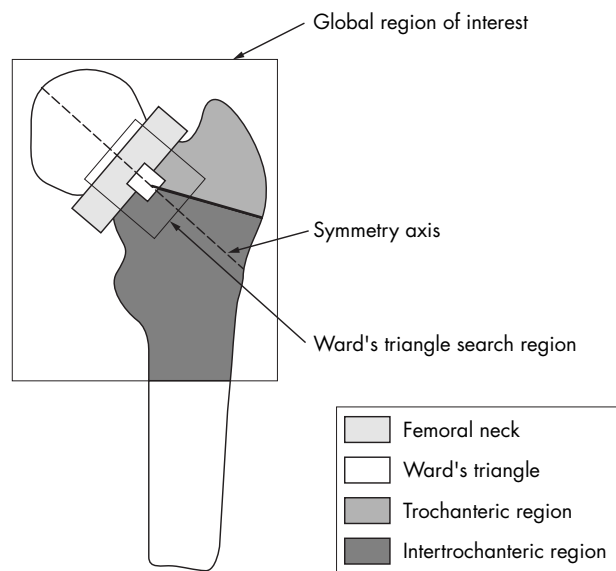 Global region of interest
Symmetry axis
Ward's triangle search region
Femoral neck
Ward's triangle
Trochanteric region
Intertrochanteric region